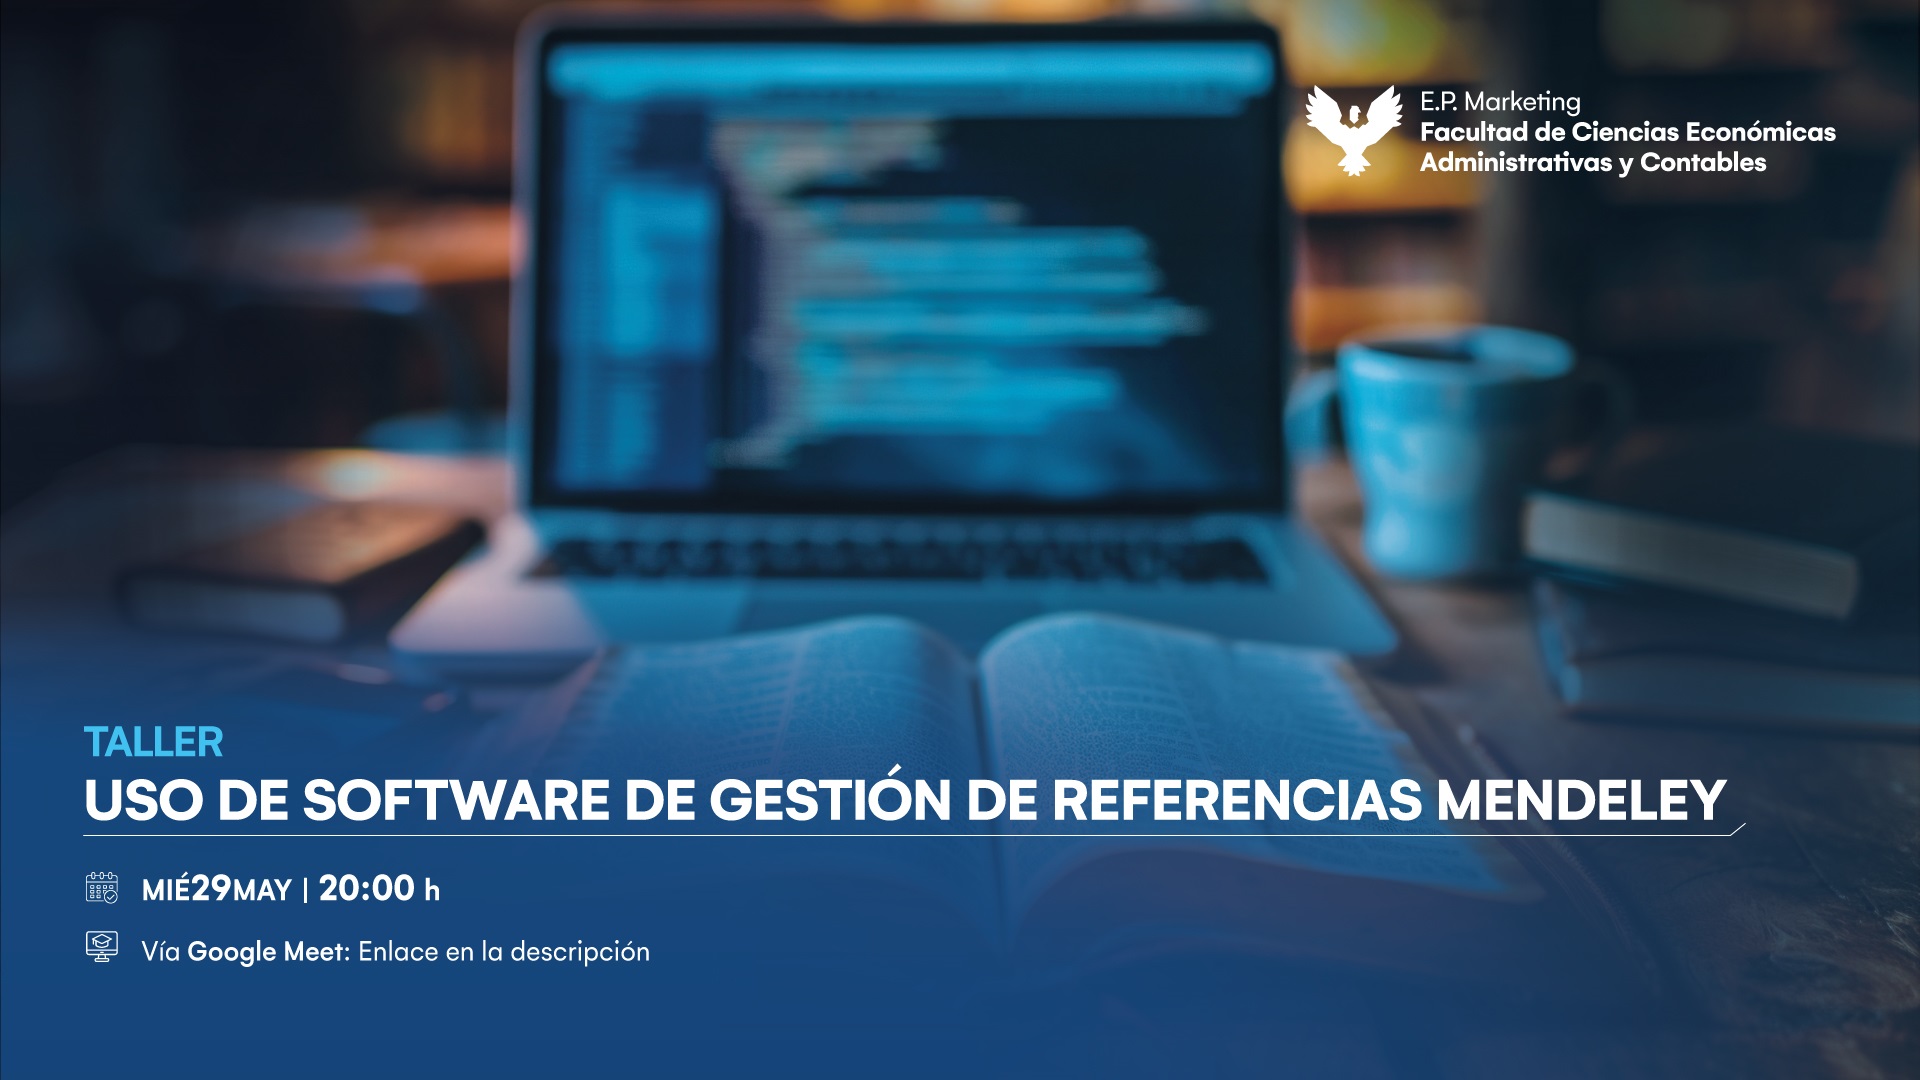 E.P. Marketing
Facultad de Ciencias Económicas
Administrativas y Contables
TALLER
USO DE SOFTWARE DE GESTIÓN DE REFERENCIAS MENDELEY
MIÉ29MAY | 20:00 h
Vía Google Meet: Enlace en la descripción